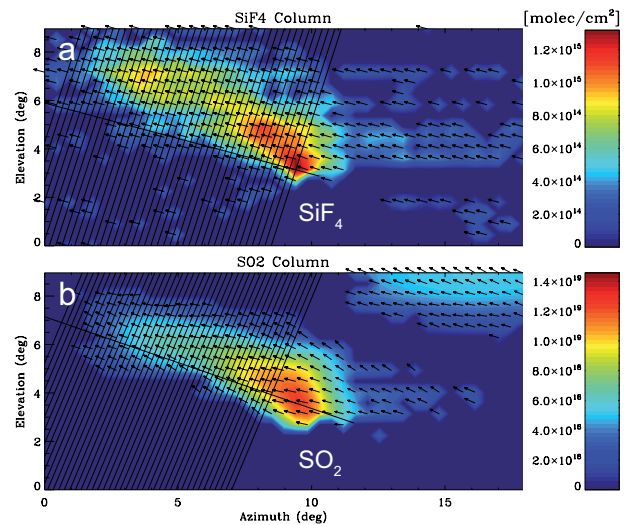 SiF4 Column
[molec/cm²]
a
8
6
4
2
0
Elevation (deg)
SiF₄
1.2×10¹⁵
1.0×10¹⁵
8.0×10¹⁴
6.0×10¹⁴
4.0×10¹⁴
2.0×10¹⁴
0
SO2 Column
b
8
6
4
2
0
Elevation (deg)
SO₂
0 5 10 15
Azimuth (deg)
1.4×10¹⁹
1.2×10¹⁹
1.0×10¹⁹
8.0×10¹⁸
6.0×10¹⁸
4.0×10¹⁸
2.0×10¹⁸
0